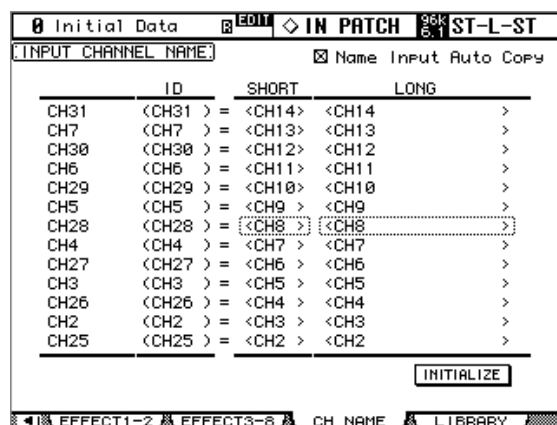 0 Initial Data EDIT IN PATCH 96k 6.1 ST-L-ST
INPUT CHANNEL NAME
Name Input Auto Copy
ID SHORT LONG
CH31 (CH31 ) = <CH14> <CH14 >
CH7 (CH7 ) = <CH13> <CH13 >
CH30 (CH30 ) = <CH12> <CH12 >
CH6 (CH6 ) = <CH11> <CH11 >
CH29 (CH29 ) = <CH10> <CH10 >
CH5 (CH5 ) = <CH9 > <CH9 >
CH28 (CH28 ) = <CH8 > <CH8 >
CH4 (CH4 ) = <CH7 > <CH7 >
CH27 (CH27 ) = <CH6 > <CH6 >
CH3 (CH3 ) = <CH5 > <CH5 >
CH26 (CH26 ) = <CH4 > <CH4 >
CH2 (CH2 ) = <CH3 > <CH3 >
CH25 (CH25 ) = <CH2 > <CH2 >
INITIALIZE
EFFECT1-2 EFFECT3-8 CH NAME LIBRARY